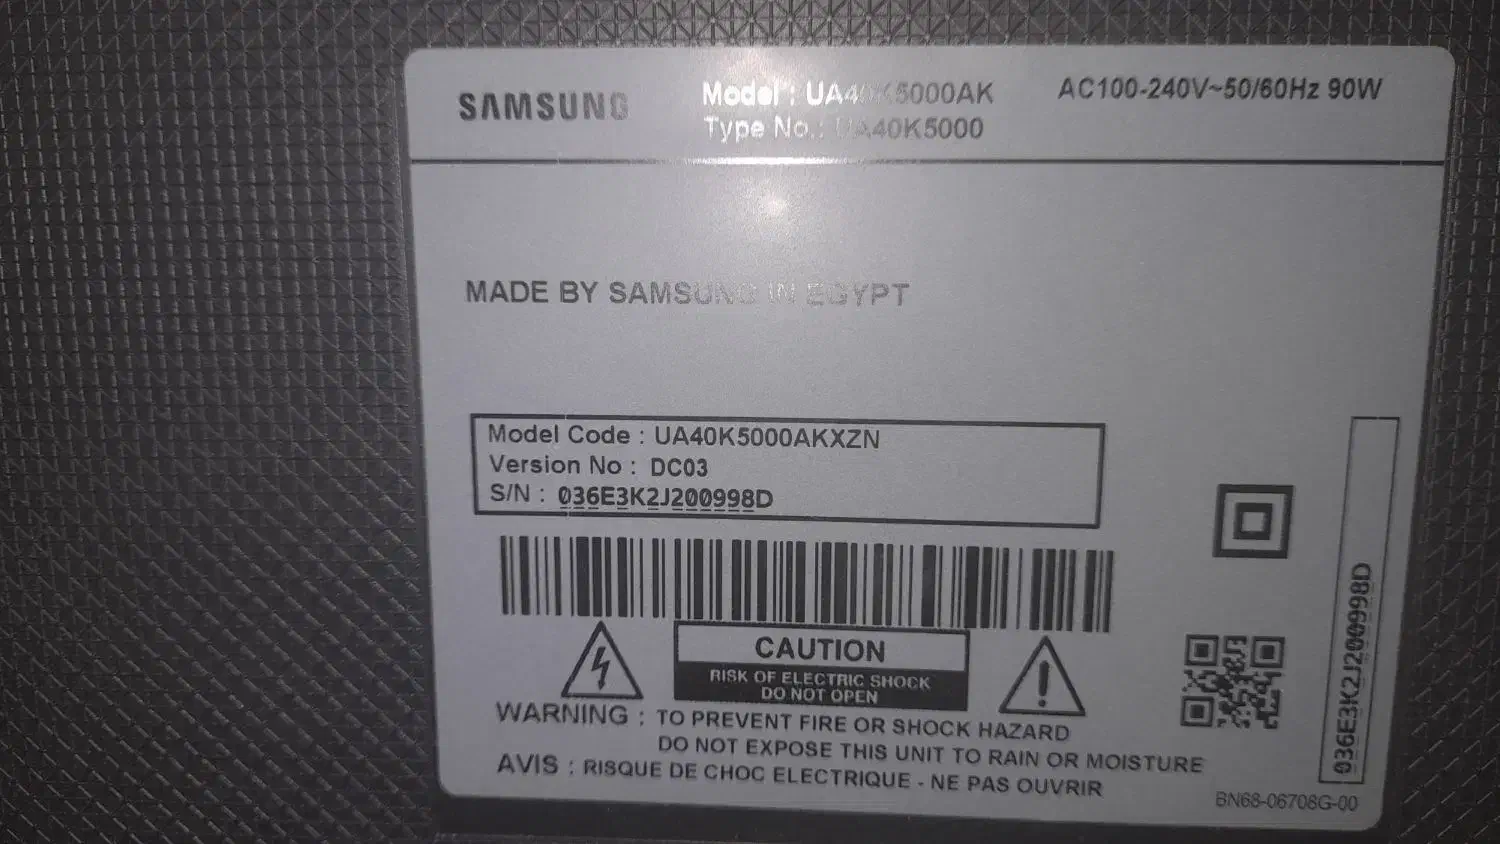 SAMSUNG
Model : UA40K5000AK
Type No.: UA40K5000
AC100-240V~50/60Hz 90W
MADE BY SAMSUNG IN EGYPT
Model Code : UA40K5000AKXZN
Version No : DC03
S/N : 036E3K2J200998D
CAUTION
RISK OF ELECTRIC SHOCK
DO NOT OPEN
WARNING : TO PREVENT FIRE OR SHOCK HAZARD
DO NOT EXPOSE THIS UNIT TO RAIN OR MOISTURE
AVIS : RISQUE DE CHOC ELECTRIQUE - NE PAS OUVRIR
036E3K2J200998D
BN68-06708G-00